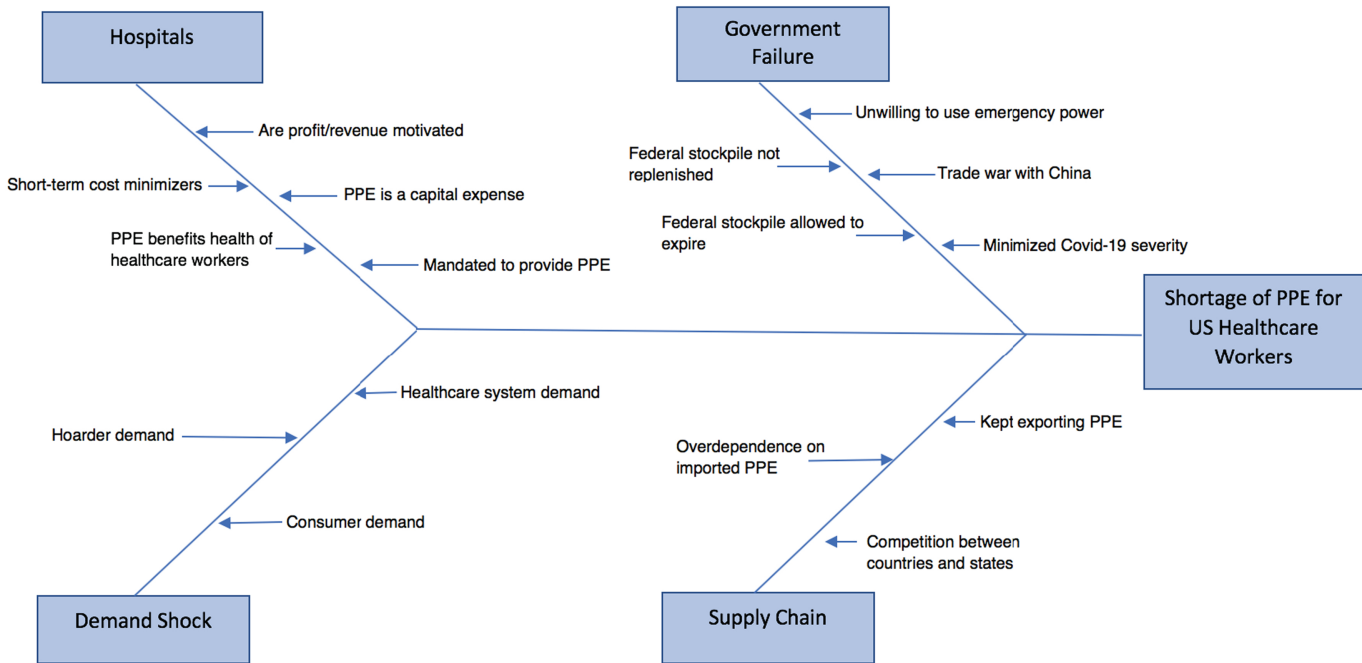 Hospitals
Government
Failure
Are profit/revenue motivated
Short-term cost minimizers
PPE is a capital expense
PPE benefits health of
healthcare workers
Mandated to provide PPE
Unwilling to use emergency power
Federal stockpile not
replenished
Trade war with China
Federal stockpile allowed to
expire
Minimized Covid-19 severity
Shortage of PPE for
US Healthcare
Workers
Healthcare system demand
Hoarder demand
Consumer demand
Demand Shock
Kept exporting PPE
Overdependence on
imported PPE
Competition between
countries and states
Supply Chain